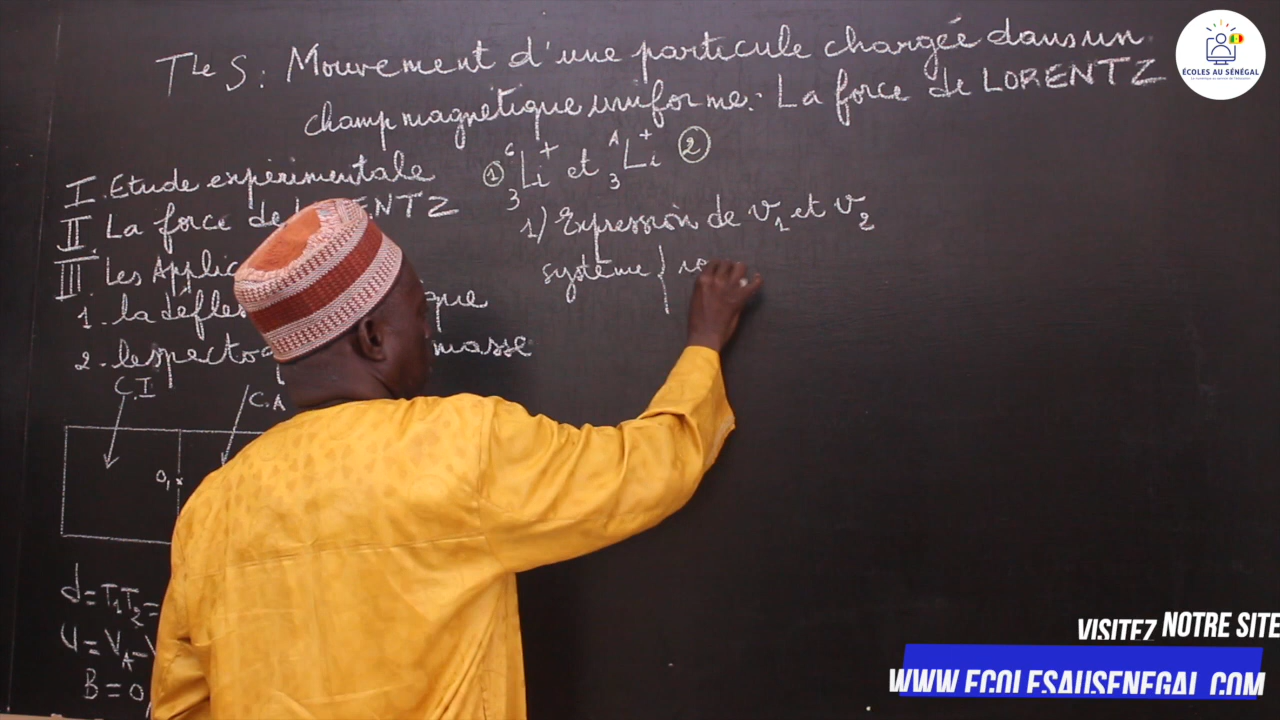 Tle S : Mouvement d'une particule chargée dans un
champ magnétique uniforme. - La force de LORENTZ
I. Etude expérimentale
II. La force de LORENTZ
III. Les Applic
1. la défle que
2. le spectro masse
C.I
C.A
O1
d = T1T2 =
U = VA - V
B = 0,
① 6 3 Li + et A 3 Li + ②
1) Expression de v1 et v2
système { io
ÉCOLES AU SÉNÉGAL
VISITEZ NOTRE SITE
WWW.ECOLESAUSENEGAL.COM